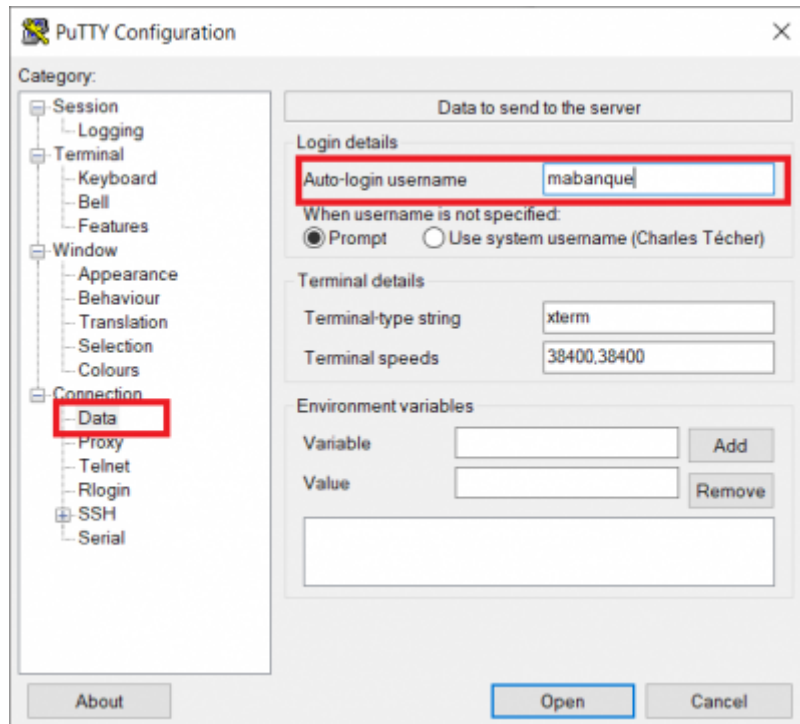 PuTTY Configuration
Category:
Session
Logging
Terminal
Keyboard
Bell
Features
Window
Appearance
Behaviour
Translation
Selection
Colours
Connection
Data
Proxy
Telnet
Rlogin
SSH
Serial
Data to send to the server
Login details
Auto-login username mabanque
When username is not specified:
Prompt Use system username (Charles Técher)
Terminal details
Terminal-type string xterm
Terminal speeds 38400,38400
Environment variables
Variable Add
Value Remove
About Open Cancel